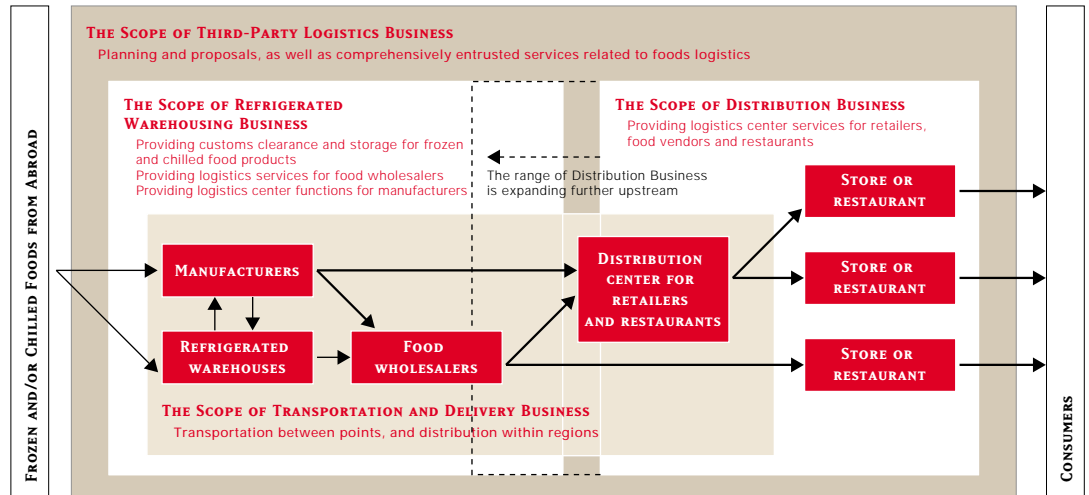 FROZEN AND/OR CHILLED FOODS FROM ABROAD
THE SCOPE OF THIRD-PARTY LOGISTICS BUSINESS
Planning and proposals, as well as comprehensively entrusted services related to foods logistics
THE SCOPE OF REFRIGERATED
WAREHOUSING BUSINESS
Providing customs clearance and storage for frozen
and chilled food products
Providing logistics services for food wholesalers
Providing logistics center functions for manufacturers
The range of Distribution Business
is expanding further upstream
THE SCOPE OF DISTRIBUTION BUSINESS
Providing logistics center services for retailers,
food vendors and restaurants
MANUFACTURERS
REFRIGERATED
WAREHOUSES
FOOD
WHOLESALERS
DISTRIBUTION
CENTER FOR
RETAILERS
AND RESTAURANTS
STORE OR
RESTAURANT
STORE OR
RESTAURANT
STORE OR
RESTAURANT
THE SCOPE OF TRANSPORTATION AND DELIVERY BUSINESS
Transportation between points, and distribution within regions
CONSUMERS